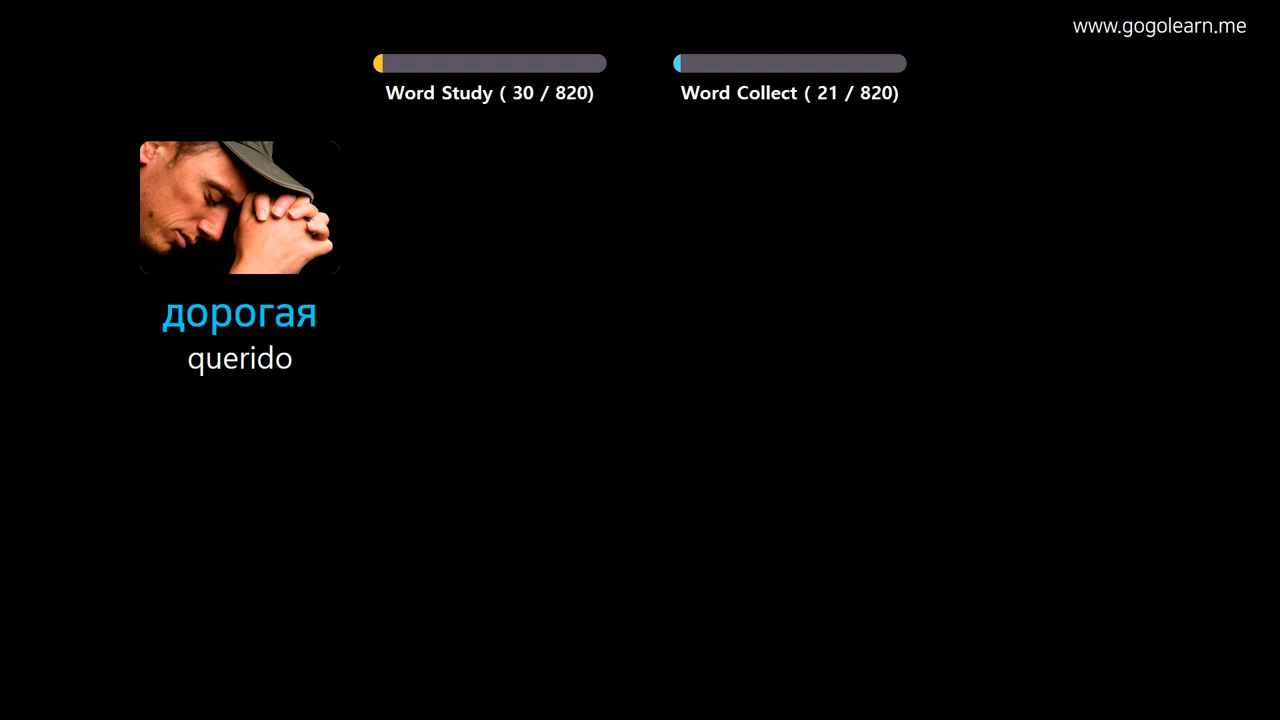 www.gogolearn.me
Word Study ( 30 / 820)
Word Collect ( 21 / 820)
дорогая
querido